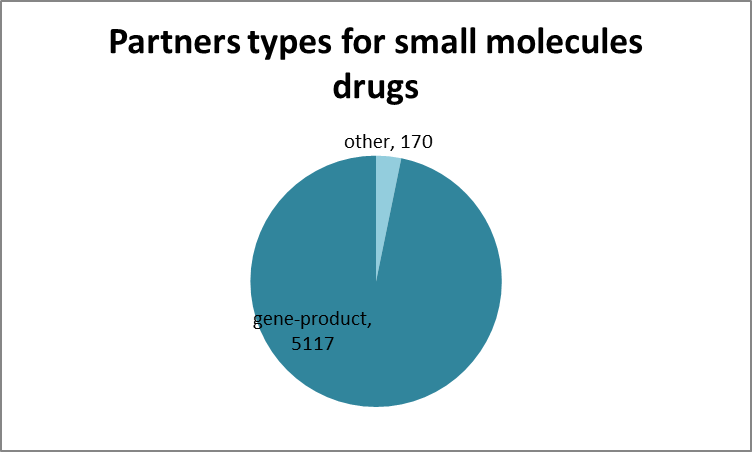 Partners types for small molecules
drugs
other, 170
gene-product,
5117